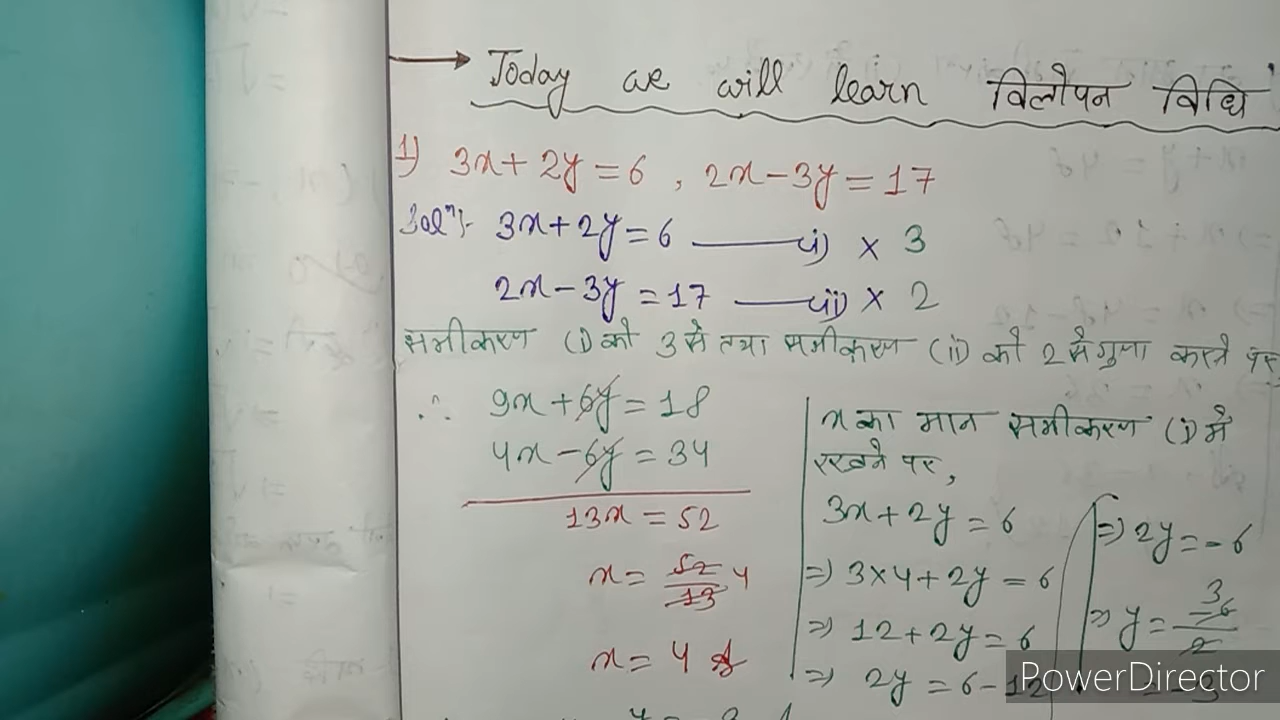 → Today we will learn विलोपन विधि
1) 3x + 2y = 6 , 2x - 3y = 17
Solⁿ:- 3x + 2y = 6 —— (i) × 3
2x - 3y = 17 —— (ii) × 2
समीकरण (i) को 3 से तथा समीकरण (ii) को 2 से गुणा करने पर
∴ 9x + 6y = 18
4x - 6y = 34
13x = 52
x = 52/13 4
x = 4
x का मान समीकरण (i) में
रखने पर,
3x + 2y = 6
⇒ 3×4 + 2y = 6
⇒ 12 + 2y = 6
⇒ 2y = 6 - 12
⇒ 2y = -6
⇒ y = -6/2 3
PowerDirector